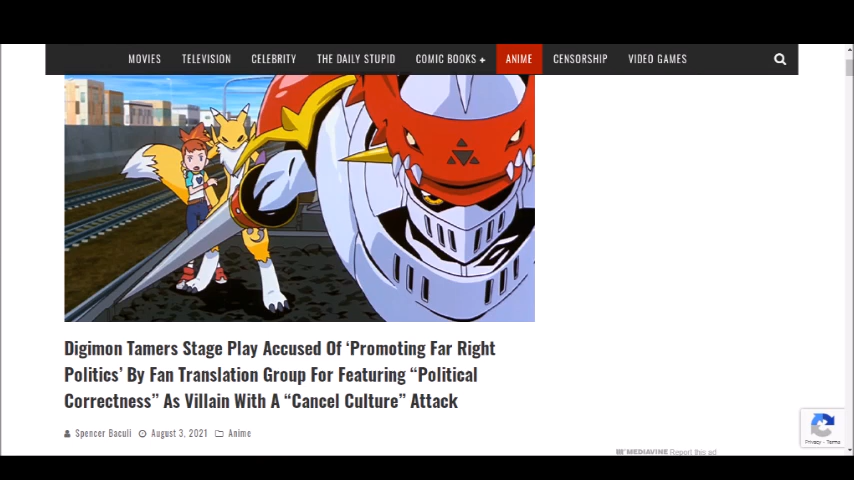 MOVIES TELEVISION CELEBRITY THE DAILY STUPID COMIC BOOKS + ANIME CENSORSHIP VIDEO GAMES
Digimon Tamers Stage Play Accused Of ‘Promoting Far Right
Politics’ By Fan Translation Group For Featuring “Political
Correctness” As Villain With A “Cancel Culture” Attack
Spencer Baculi August 3, 2021 Anime
Privacy - Terms
MEDIAVINE Report this ad